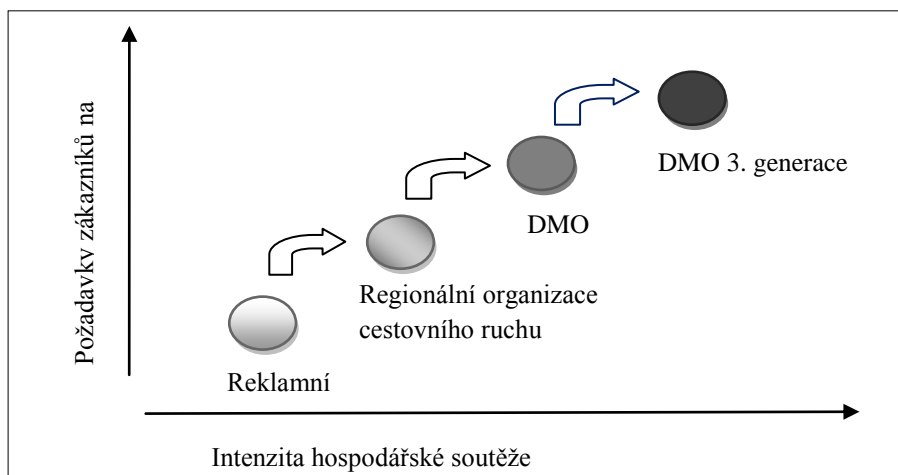 Požadavky zákazníků na
DMO 3. generace
DMO
Regionální organizace
cestovního ruchu
Reklamní
Intenzita hospodářské soutěže